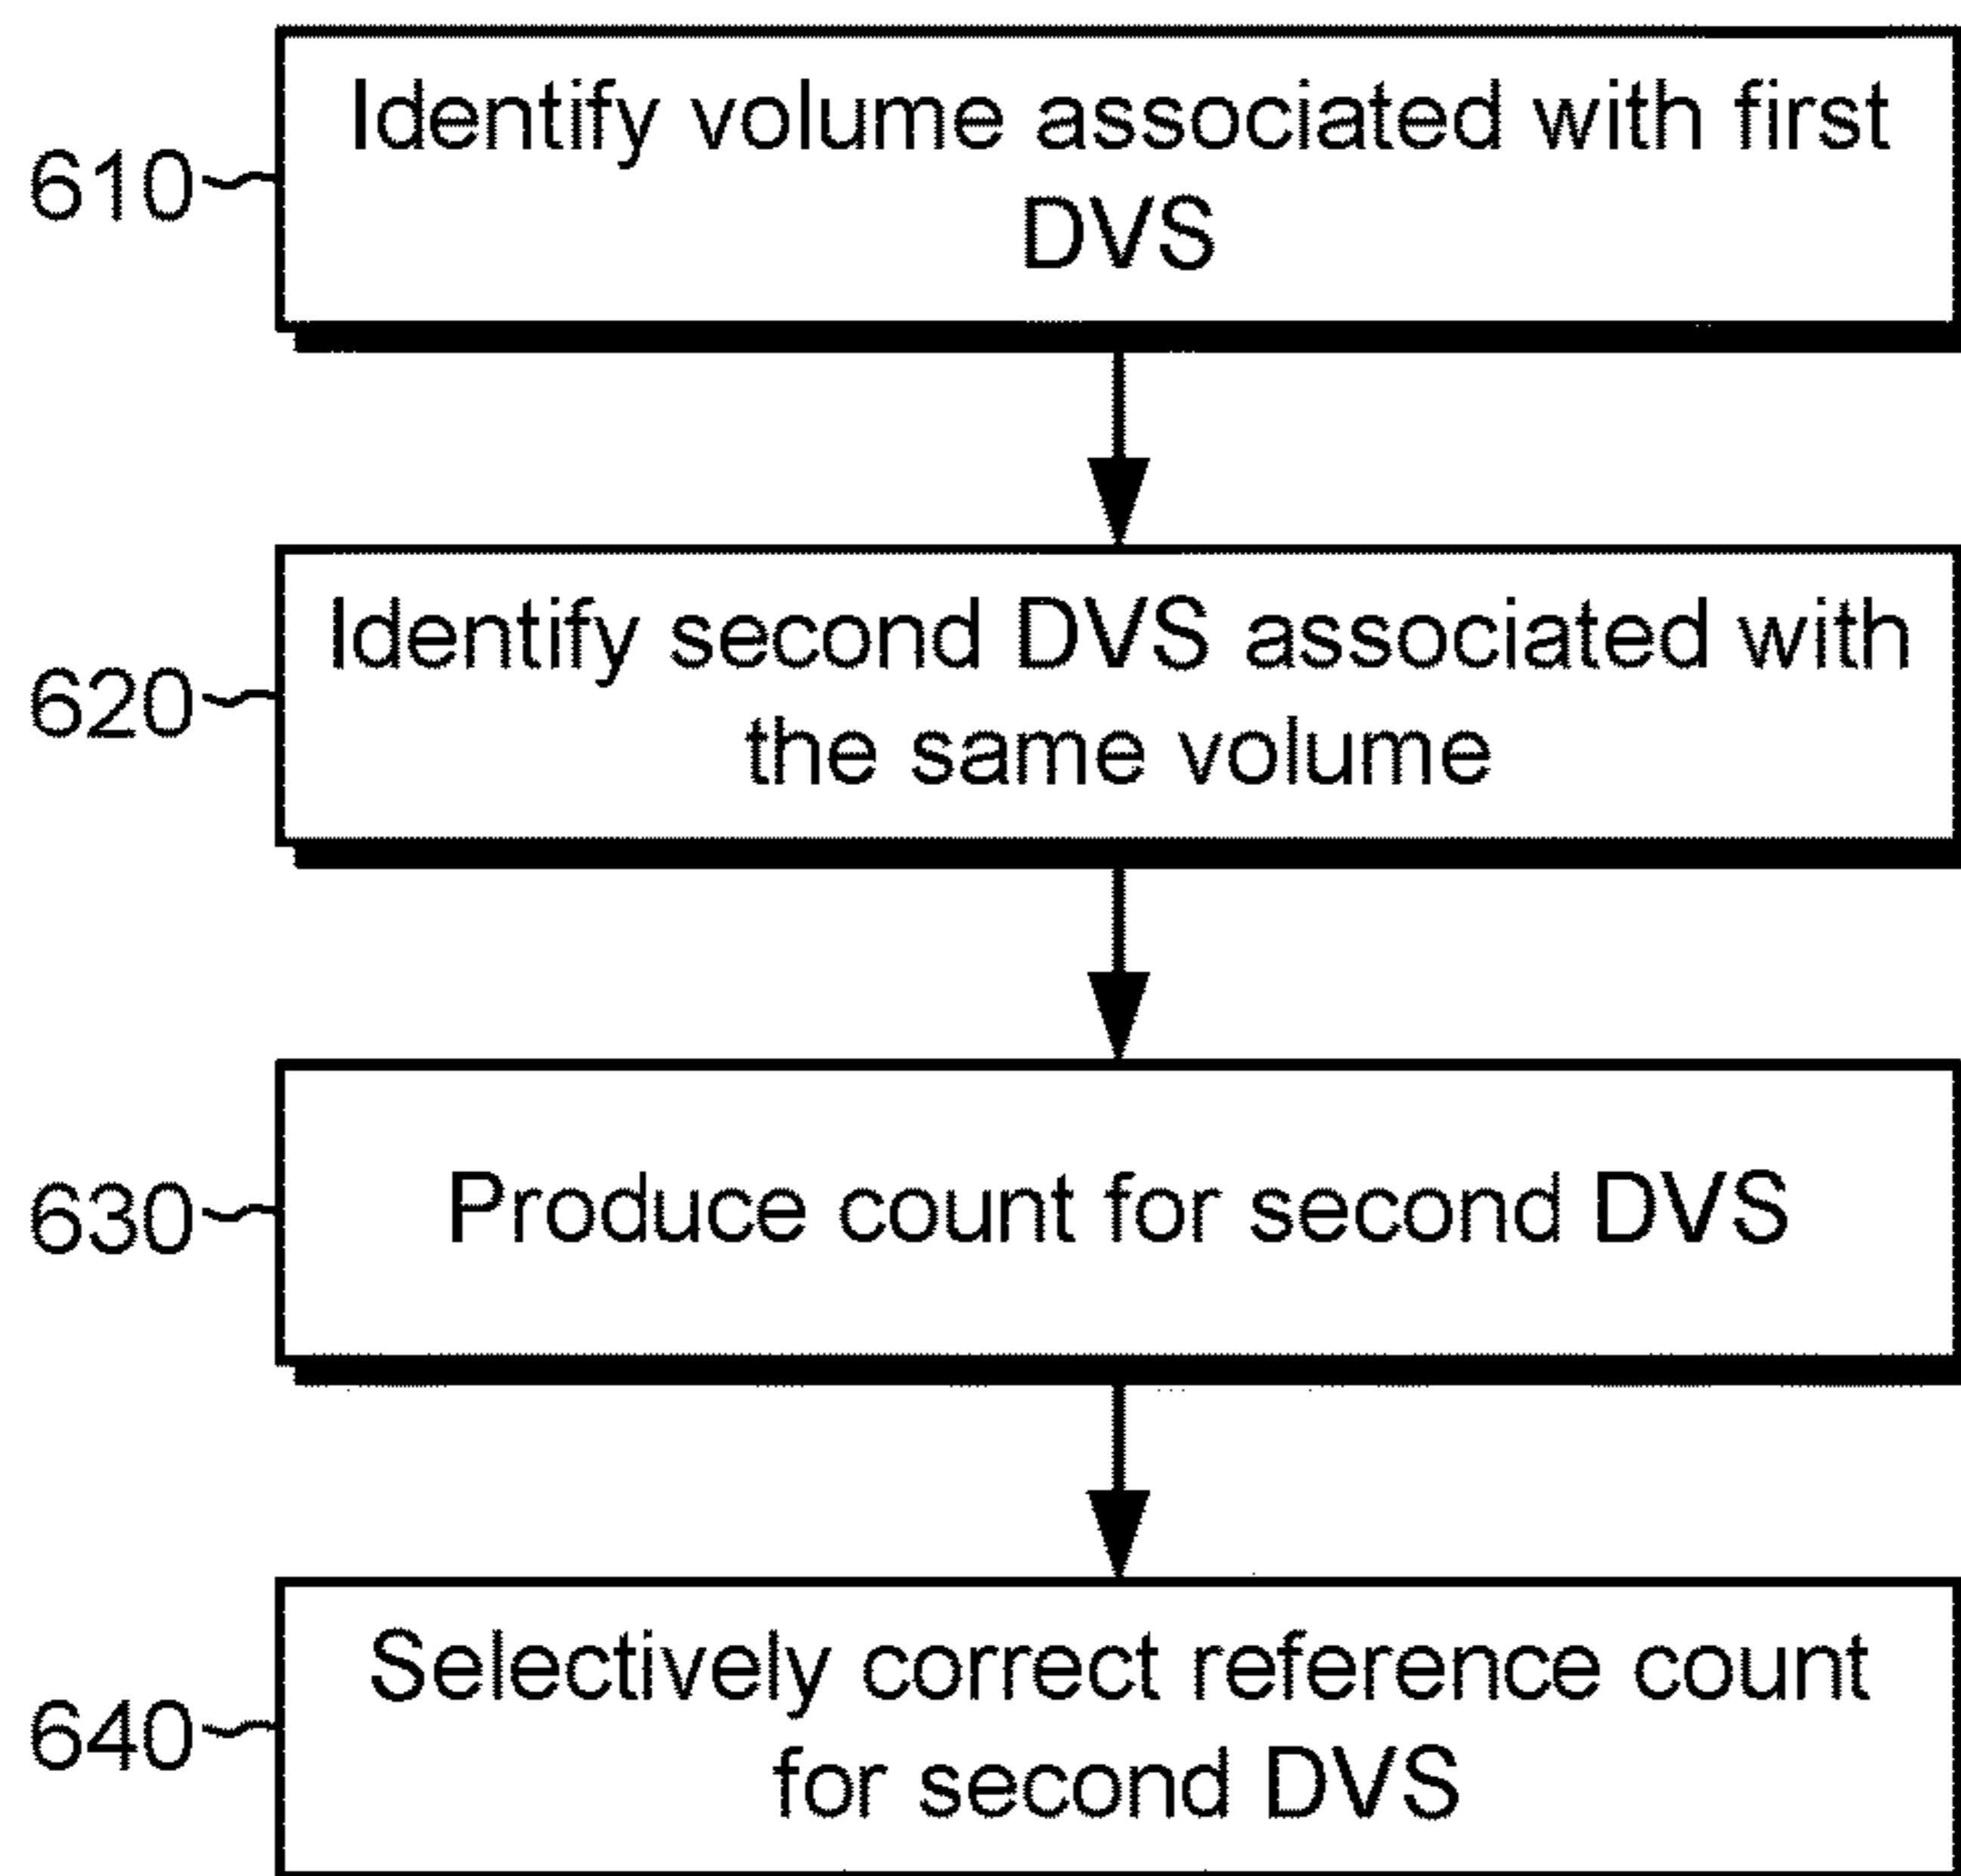 Identify volume associated with first
DVS
610
Identify second DVS associated with
the same volume
620
Produce count for second DVS
630
Selectively correct reference count
for second DVS
640